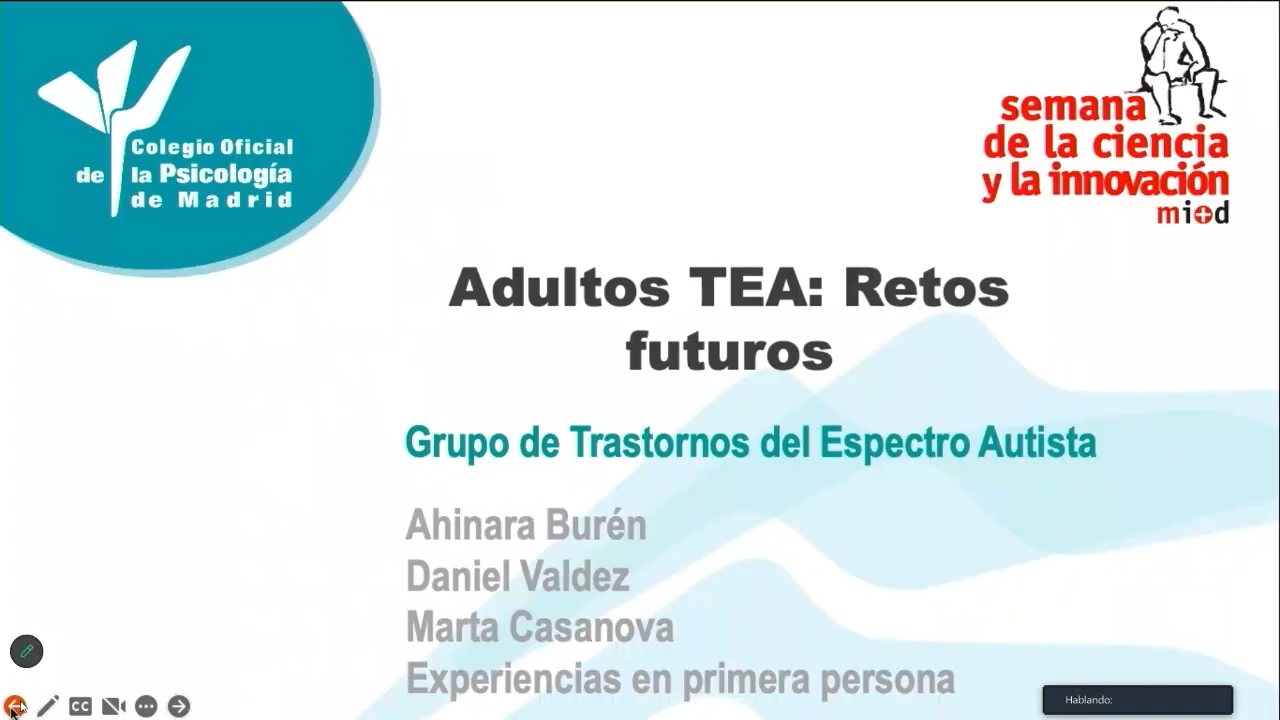 Colegio Oficial
de la Psicología
de Madrid
semana
de la ciencia
y la innovación
mi+d
Adultos TEA: Retos
futuros
Grupo de Trastornos del Espectro Autista
Ahinara Burén
Daniel Valdez
Marta Casanova
Experiencias en primera persona
CC
Hablando: